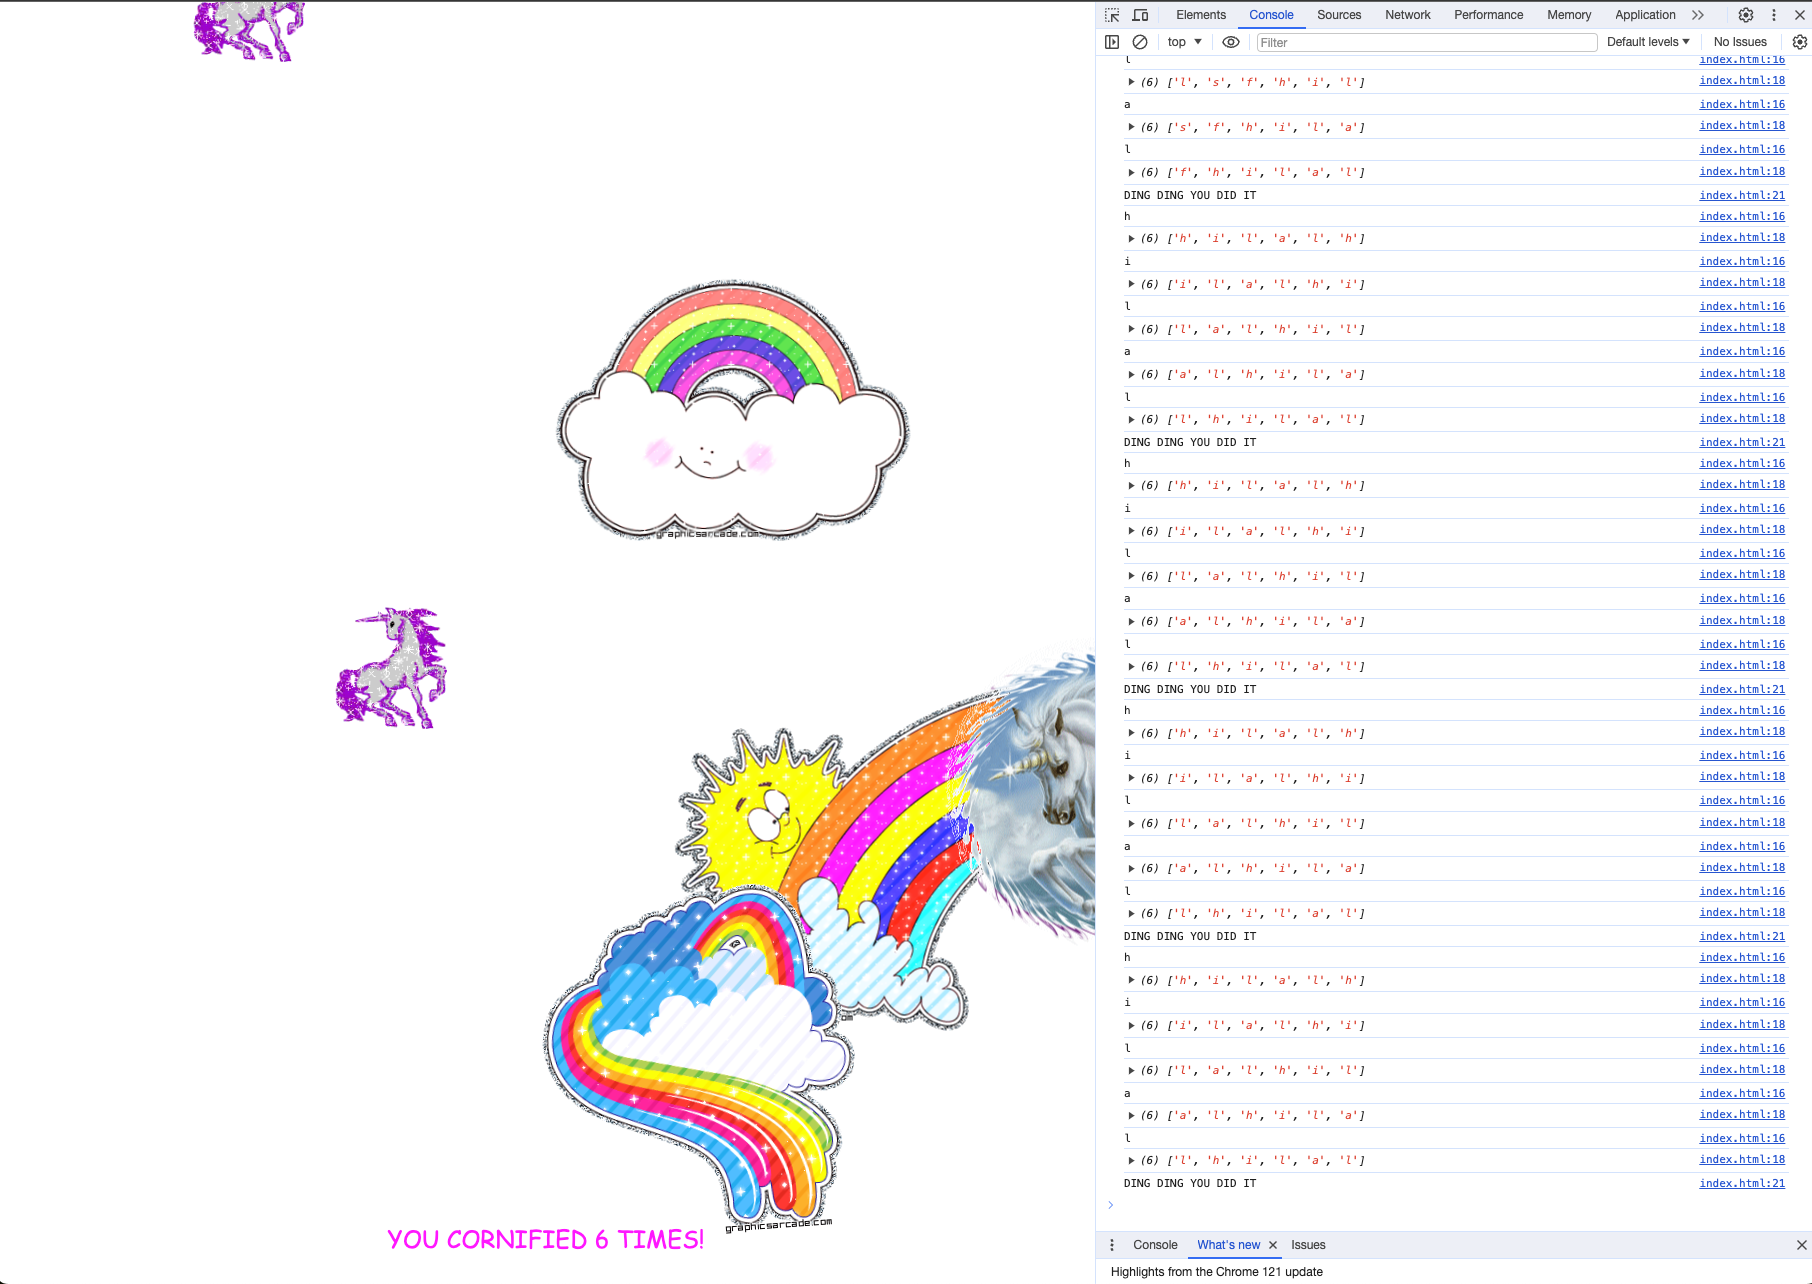 Elements Console Sources Network Performance Memory Application
top Filter Default levels No Issues
l index.html:16
(6) ['l', 's', 'f', 'h', 'i', 'l'] index.html:18
a index.html:16
(6) ['s', 'f', 'h', 'i', 'l', 'a'] index.html:18
l index.html:16
(6) ['f', 'h', 'i', 'l', 'a', 'l'] index.html:18
DING DING YOU DID IT index.html:21
h index.html:16
(6) ['h', 'i', 'l', 'a', 'l', 'h'] index.html:18
i index.html:16
(6) ['i', 'l', 'a', 'l', 'h', 'i'] index.html:18
l index.html:16
(6) ['l', 'a', 'l', 'h', 'i', 'l'] index.html:18
a index.html:16
(6) ['a', 'l', 'h', 'i', 'l', 'a'] index.html:18
l index.html:16
(6) ['l', 'h', 'i', 'l', 'a', 'l'] index.html:18
DING DING YOU DID IT index.html:21
h index.html:16
(6) ['h', 'i', 'l', 'a', 'l', 'h'] index.html:18
i index.html:16
(6) ['i', 'l', 'a', 'l', 'h', 'i'] index.html:18
l index.html:16
(6) ['l', 'a', 'l', 'h', 'i', 'l'] index.html:18
a index.html:16
(6) ['a', 'l', 'h', 'i', 'l', 'a'] index.html:18
l index.html:16
(6) ['l', 'h', 'i', 'l', 'a', 'l'] index.html:18
DING DING YOU DID IT index.html:21
h index.html:16
(6) ['h', 'i', 'l', 'a', 'l', 'h'] index.html:18
i index.html:16
(6) ['i', 'l', 'a', 'l', 'h', 'i'] index.html:18
l index.html:16
(6) ['l', 'a', 'l', 'h', 'i', 'l'] index.html:18
a index.html:16
(6) ['a', 'l', 'h', 'i', 'l', 'a'] index.html:18
l index.html:16
(6) ['l', 'h', 'i', 'l', 'a', 'l'] index.html:18
DING DING YOU DID IT index.html:21
h index.html:16
(6) ['h', 'i', 'l', 'a', 'l', 'h'] index.html:18
i index.html:16
(6) ['i', 'l', 'a', 'l', 'h', 'i'] index.html:18
l index.html:16
(6) ['l', 'a', 'l', 'h', 'i', 'l'] index.html:18
a index.html:16
(6) ['a', 'l', 'h', 'i', 'l', 'a'] index.html:18
l index.html:16
(6) ['l', 'h', 'i', 'l', 'a', 'l'] index.html:18
DING DING YOU DID IT index.html:21
Console What's new Issues
Highlights from the Chrome 121 update
graphicsarcade.com
graphicsarcade.com
YOU CORNIFIED 6 TIMES!